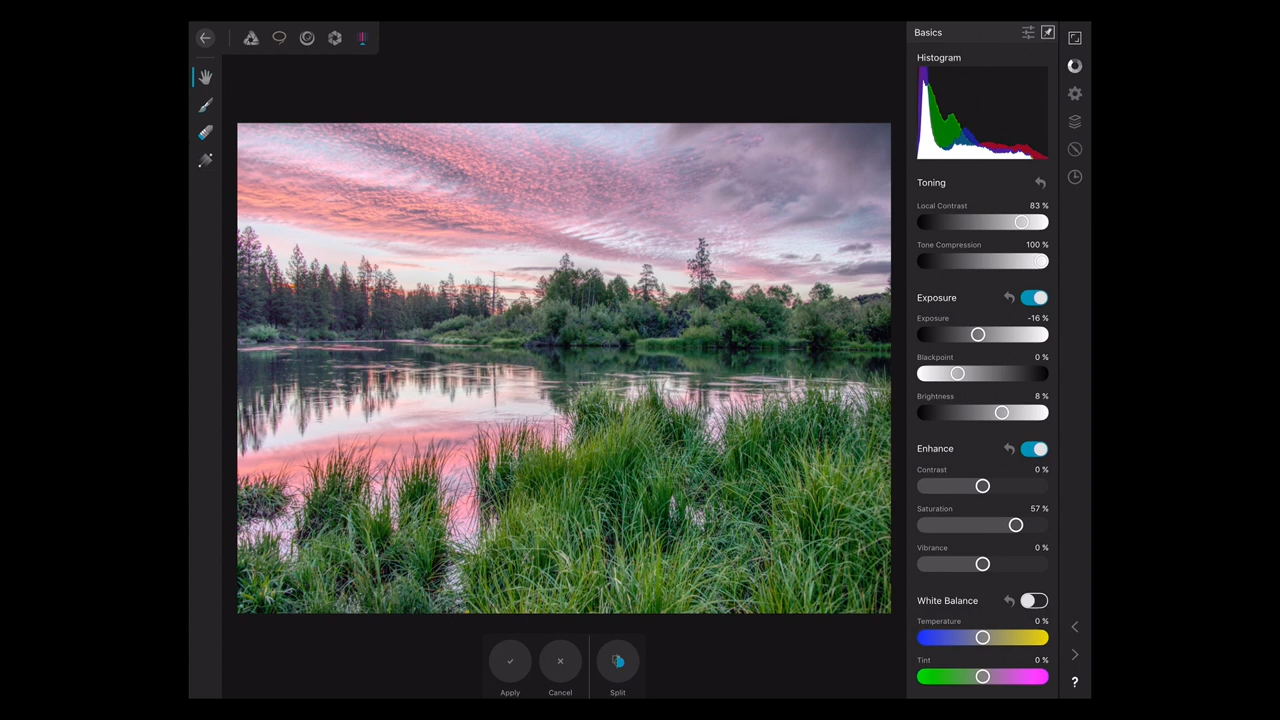 Basics
Histogram
Toning
Local Contrast 83 %
Tone Compression 100 %
Exposure
Exposure -16 %
Blackpoint 0 %
Brightness 8 %
Enhance
Contrast 0 %
Saturation 57 %
Vibrance 0 %
White Balance
Temperature 0 %
Tint 0 %
?
Apply Cancel Split